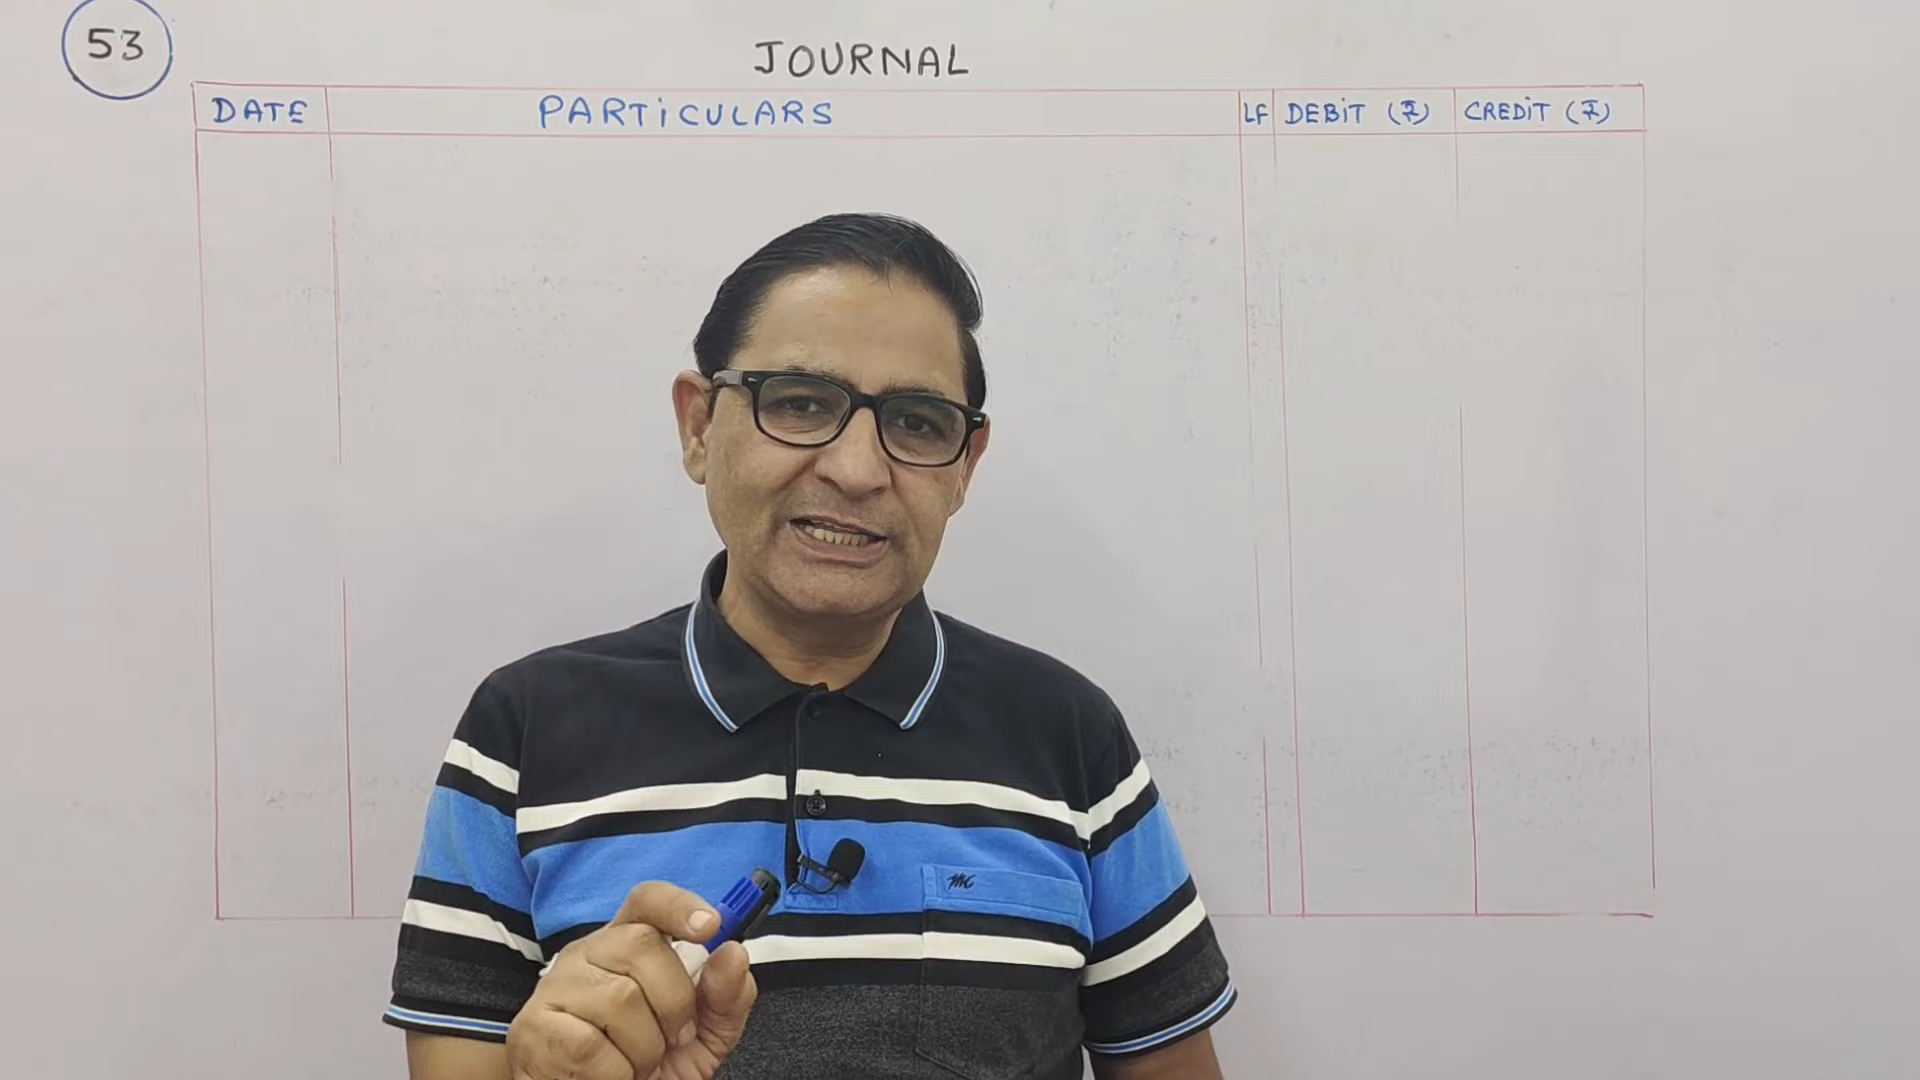 53
JOURNAL
DATE PARTiCULARS LF DEBiT (₹) CREDiT (₹)